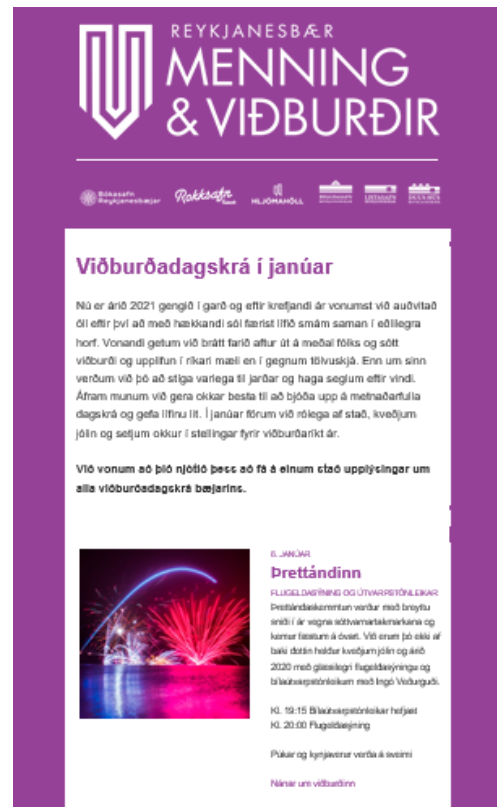 REYKJANESBÆR
MENNING
& VIÐBURÐIR
Bókasafn
Reykjanesbæjar
Rokksafn
HLJÓMAHÖLL
Viðburðadagskrá í janúar
Nú er árið 2021 gengið í garð og eftir krefjandi ár vonumst við auðvitað
öll eftir því að með hækkandi sól færist lífið smám saman í eðlilegra
horf. Vonandi getum við brátt farið aftur út á meðal fólks og sótt
viðburði og upplifun í ríkari mæli en í gegnum tölvuskjá. Enn um sinn
verðum við þó að stíga varlega til jarðar og haga seglum eftir vindi.
Áfram munum við gera okkar besta til að bjóða upp á metnaðarfulla
dagskrá og gefa lífinu lit. Í janúar förum við rólega af stað, kveðjum
jólin og setjum okkur í stellingar fyrir viðburðaríkt ár.
Við vonum að þið njótið þess að fá á einum stað upplýsingar um
alla viðburðadagskrá bæjarins.
6. JANÚAR
Þrettándinn
FLUGELDASÝNING OG ÚTVARPSTÓNLEIKAR
Þrettándaskemmtun verður með breyttu
sniði í ár vegna sóttvarnartakmarkana og
kemur fæstum á óvart. Við erum þó ekki af
baki dottin heldur kveðjum jólin og árið
2020 með glæsilegri flugeldasýningu og
bílaútvarpstónleikum með Ingó Veðurguði.
Kl. 19:15 Bílaútvarpstónleikar hefjast
Kl. 20:00 Flugeldasýning
Púkar og kynjaverur verða á sveimi
Nánar um viðburðinn